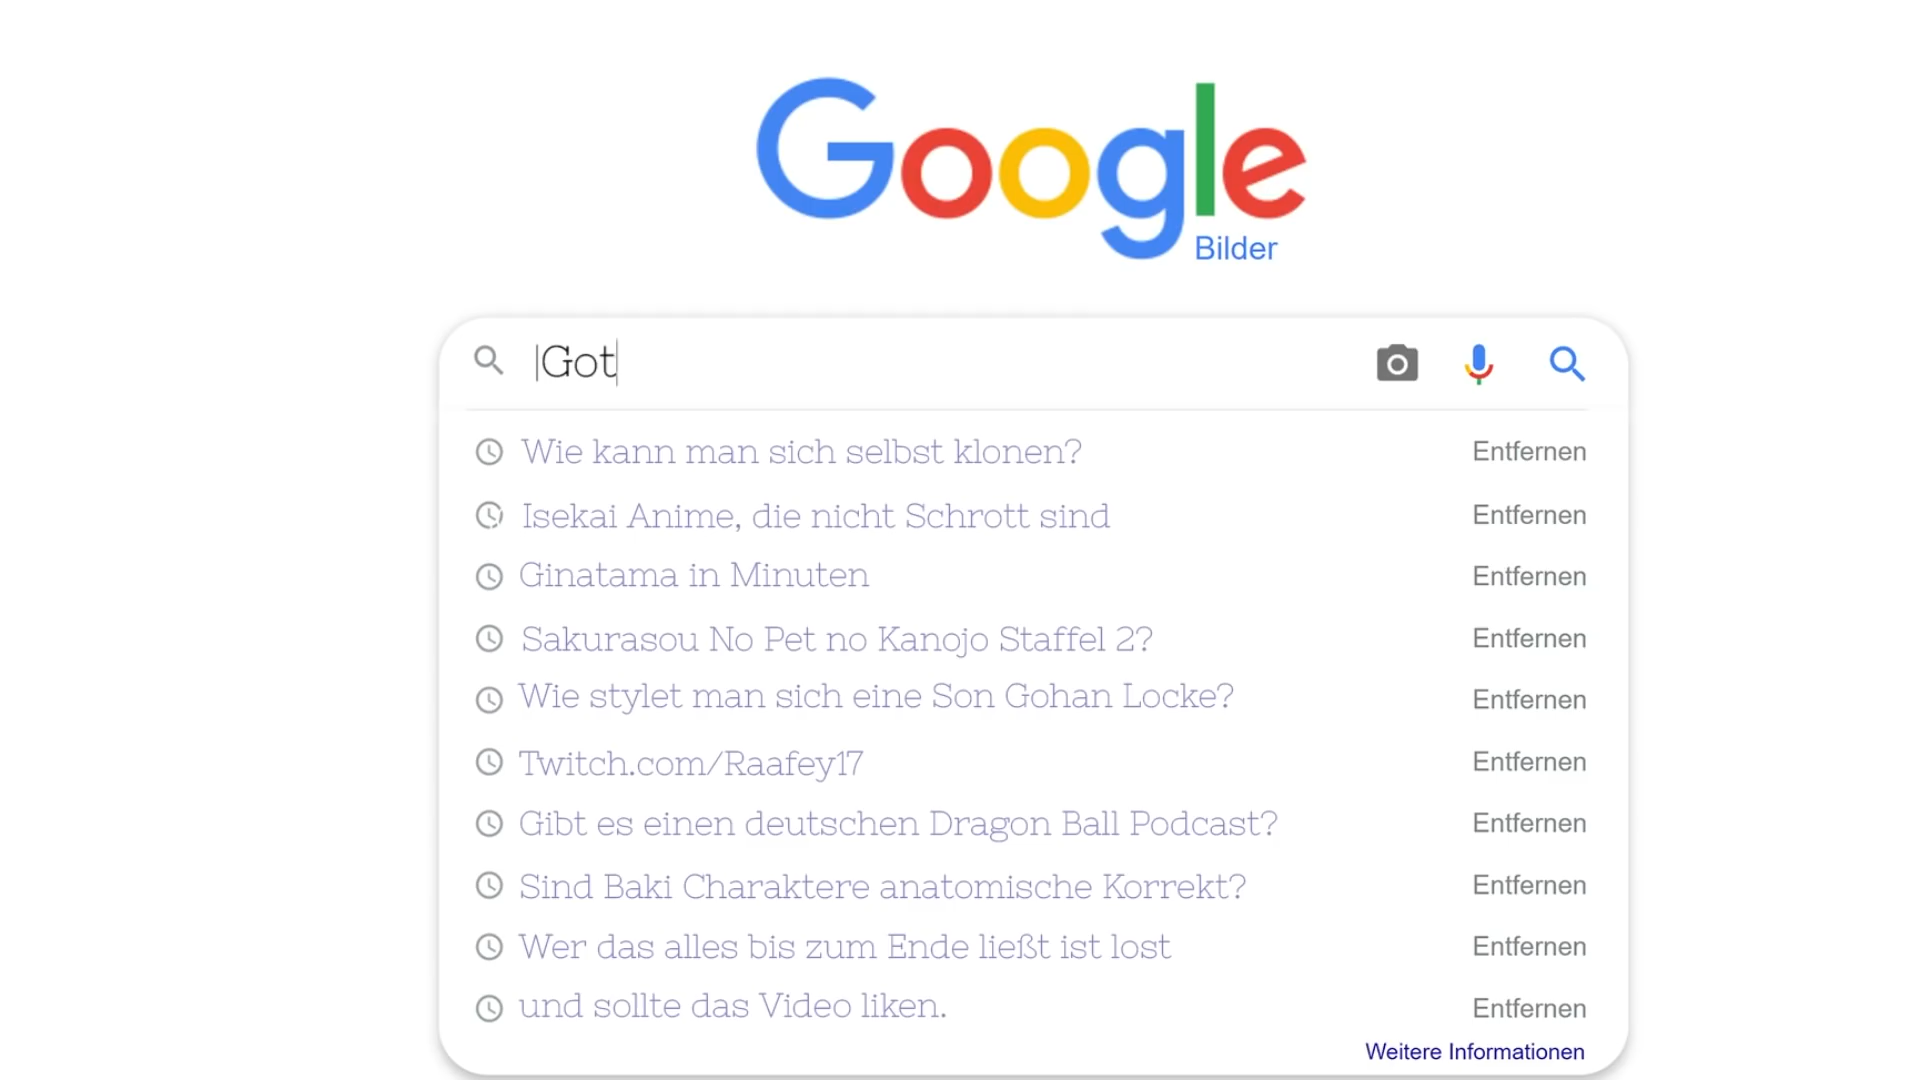 Google
Bilder
Got
Wie kann man sich selbst klonen? Entfernen
Isekai Anime, die nicht Schrott sind Entfernen
Ginatama in Minuten Entfernen
Sakurasou No Pet no Kanojo Staffel 2? Entfernen
Wie stylet man sich eine Son Gohan Locke? Entfernen
Twitch.com/Raafey17 Entfernen
Gibt es einen deutschen Dragon Ball Podcast? Entfernen
Sind Baki Charaktere anatomische Korrekt? Entfernen
Wer das alles bis zum Ende ließt ist lost Entfernen
und sollte das Video liken. Entfernen
Weitere Informationen